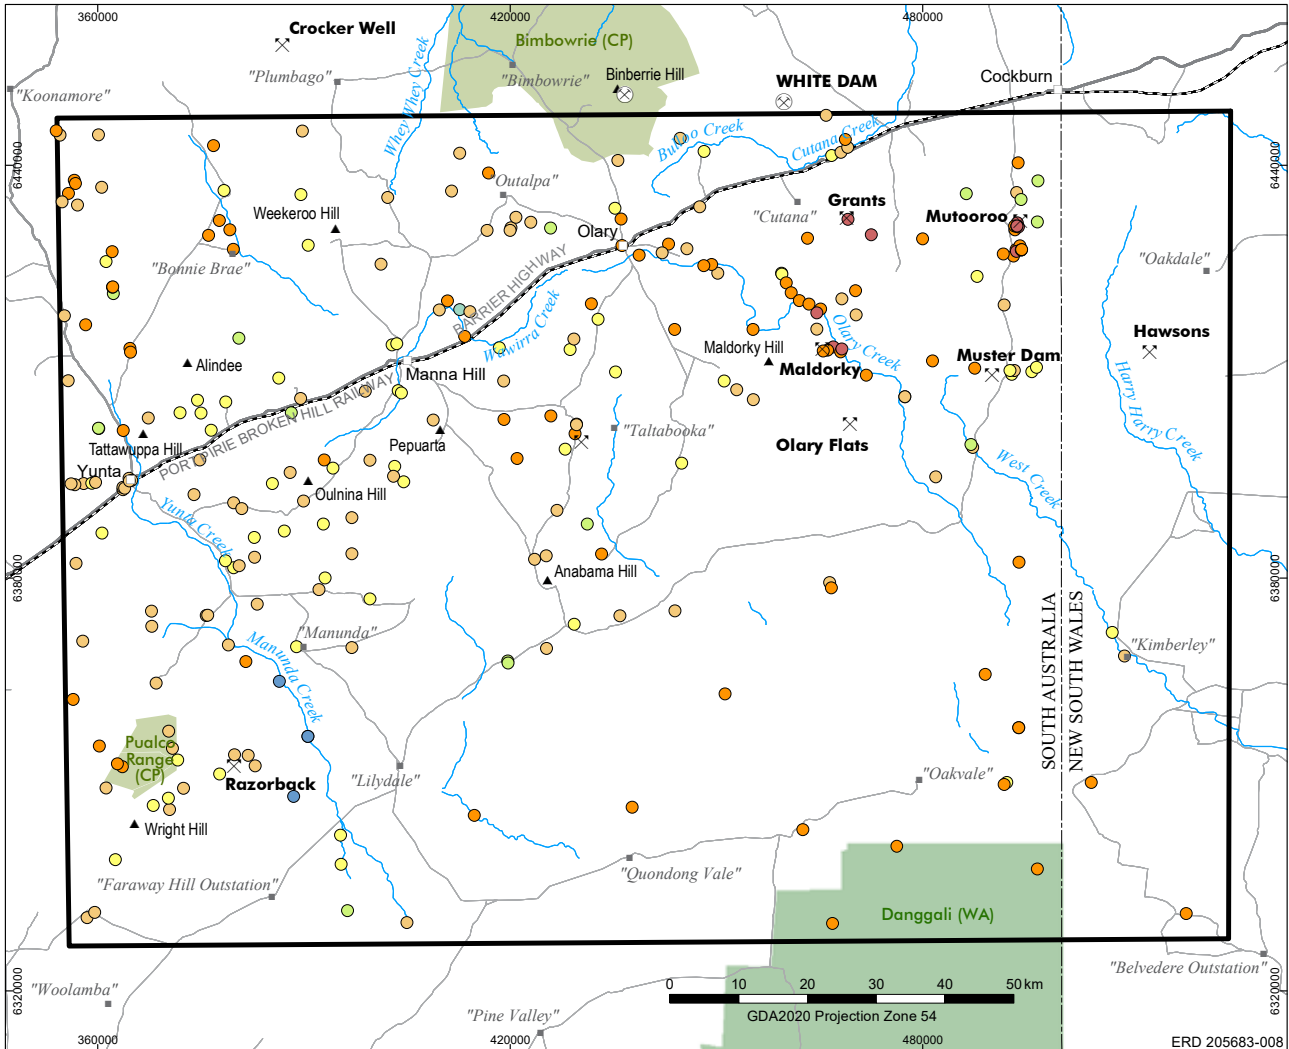 360000
420000
480000
Crocker Well
Bimbowrie (CP)
"Plumbago"
"Bimbowrie"
Binberrie Hill
WHITE DAM
Cockburn
"Koonamore"
Whey Whey Creek
Bulloo Creek
Cutana Creek
6440000
6440000
"Outalpa"
Weekeroo Hill
"Cutana"
Grants
Mutooroo
Olary
"Bonnie Brae"
BARRIER HIGHWAY
"Oakdale"
Wawirra Creek
Olary Creek
Hawsons
Alindee
Manna Hill
Maldorky Hill
Maldorky
Muster Dam
Harry Harry Creek
PORT PIRIE BROKEN HILL RAILWAY
Tattawuppa Hill
Pepuarta
"Taltabooka"
Olary Flats
Yunta
Oulnina Hill
West Creek
Yunta Creek
Anabama Hill
6380000
6380000
"Manunda"
Manunda Creek
"Kimberley"
SOUTH AUSTRALIA
NEW SOUTH WALES
Pualco
Range
(CP)
Razorback
"Lilydale"
"Oakvale"
Wright Hill
"Faraway Hill Outstation"
"Quondong Vale"
Danggali (WA)
"Belvedere Outstation"
6320000
6320000
"Woolamba"
"Pine Valley"
0 10 20 30 40 50 km
GDA2020 Projection Zone 54
360000
420000
480000
ERD 205683-008